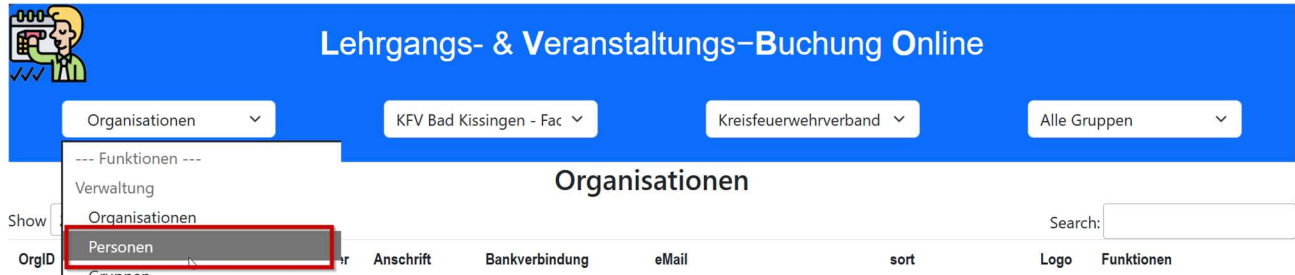 Lehrgangs- & Veranstaltungs-Buchung Online
Organisationen KFV Bad Kissingen - Fac Kreisfeuerwehrverband Alle Gruppen
--- Funktionen ---
Verwaltung
Organisationen
Organisationen
Show Search:
Personen
OrgID Anschrift Bankverbindung eMail sort Logo Funktionen